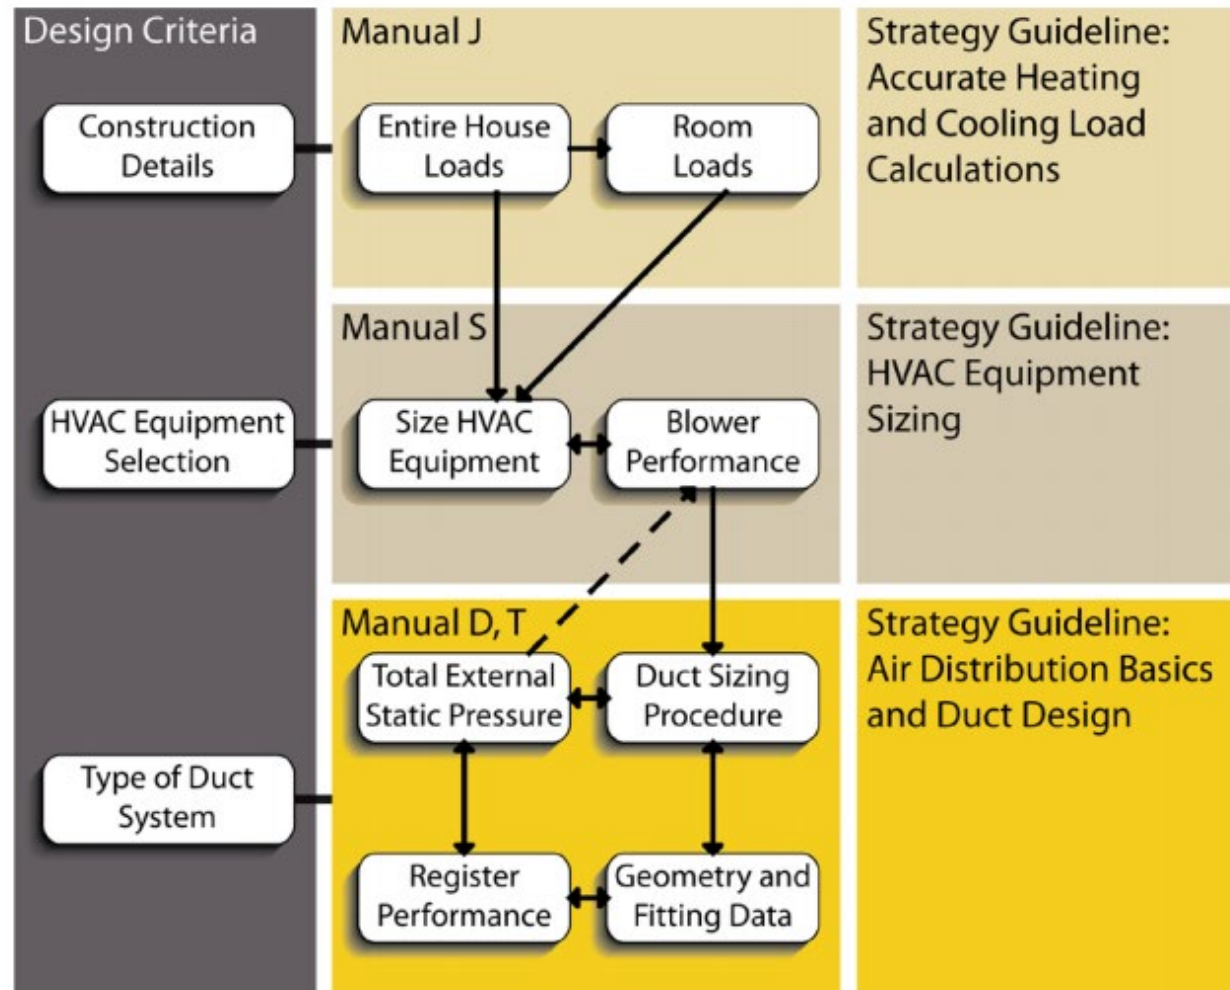 Design Criteria
Construction
Details
HVAC Equipment
Selection
Type of Duct
System
Manual J
Entire House
Loads
Room
Loads
Manual S
Size HVAC
Equipment
Blower
Performance
Manual D, T
Total External
Static Pressure
Duct Sizing
Procedure
Register
Performance
Geometry and
Fitting Data
Strategy Guideline:
Accurate Heating
and Cooling Load
Calculations
Strategy Guideline:
HVAC Equipment
Sizing
Strategy Guideline:
Air Distribution Basics
and Duct Design